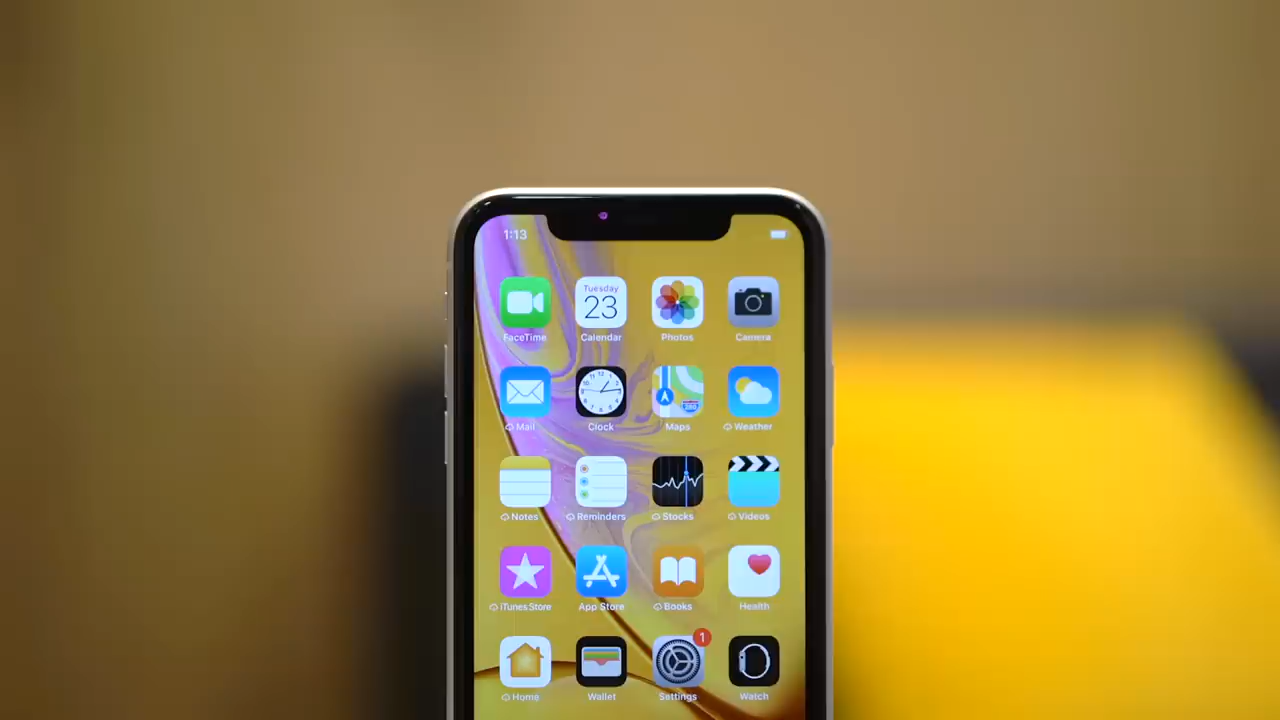 1:13
Tuesday
23
FaceTime Calendar Photos Camera
Mail Clock Maps Weather
Notes Reminders Stocks Videos
iTunes Store App Store Books Health
1
Home Wallet Settings Watch